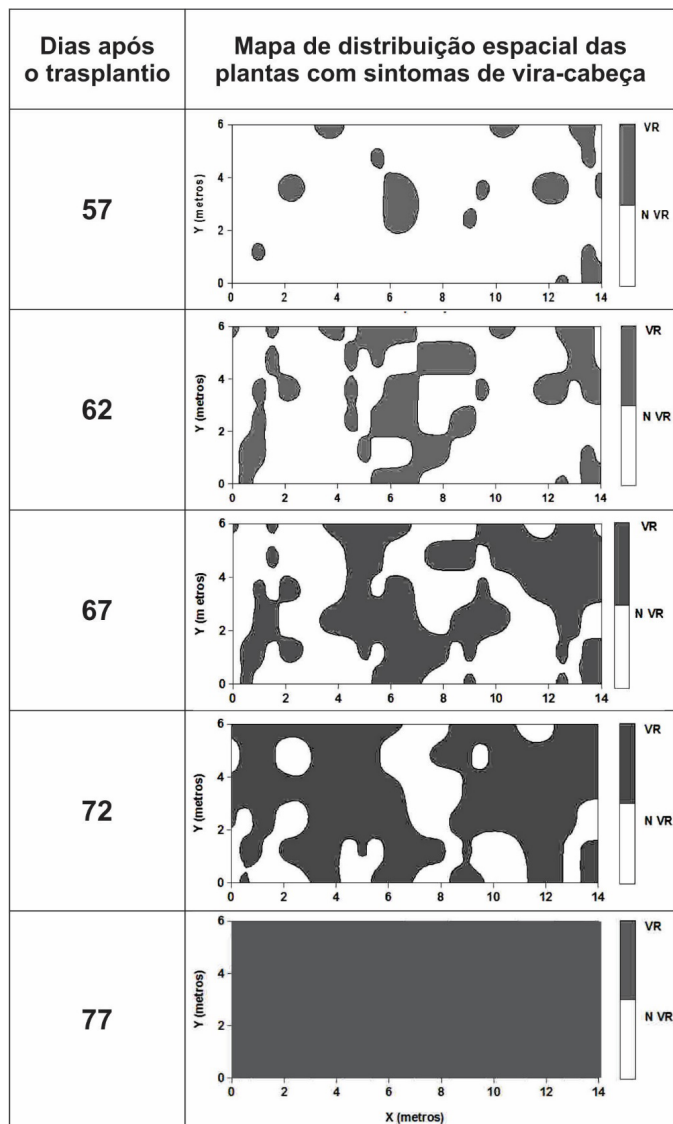 Dias após
o trasplantio
Mapa de distribuição espacial das
plantas com sintomas de vira-cabeça
57
Y (metros)
6
4
2
0
0 2 4 6 8 10 12 14
VR
N VR
62
Y (metros)
6
4
2
0
0 2 4 6 8 10 12 14
VR
N VR
67
Y (m etros)
6
4
2
0
0 2 4 6 8 10 12 14
VR
N VR
72
Y (metros)
6
4
2
0
0 2 4 6 8 10 12 14
VR
N VR
77
Y (metros)
6
4
2
0
0 2 4 6 8 10 12 14
X (metros)
VR
N VR